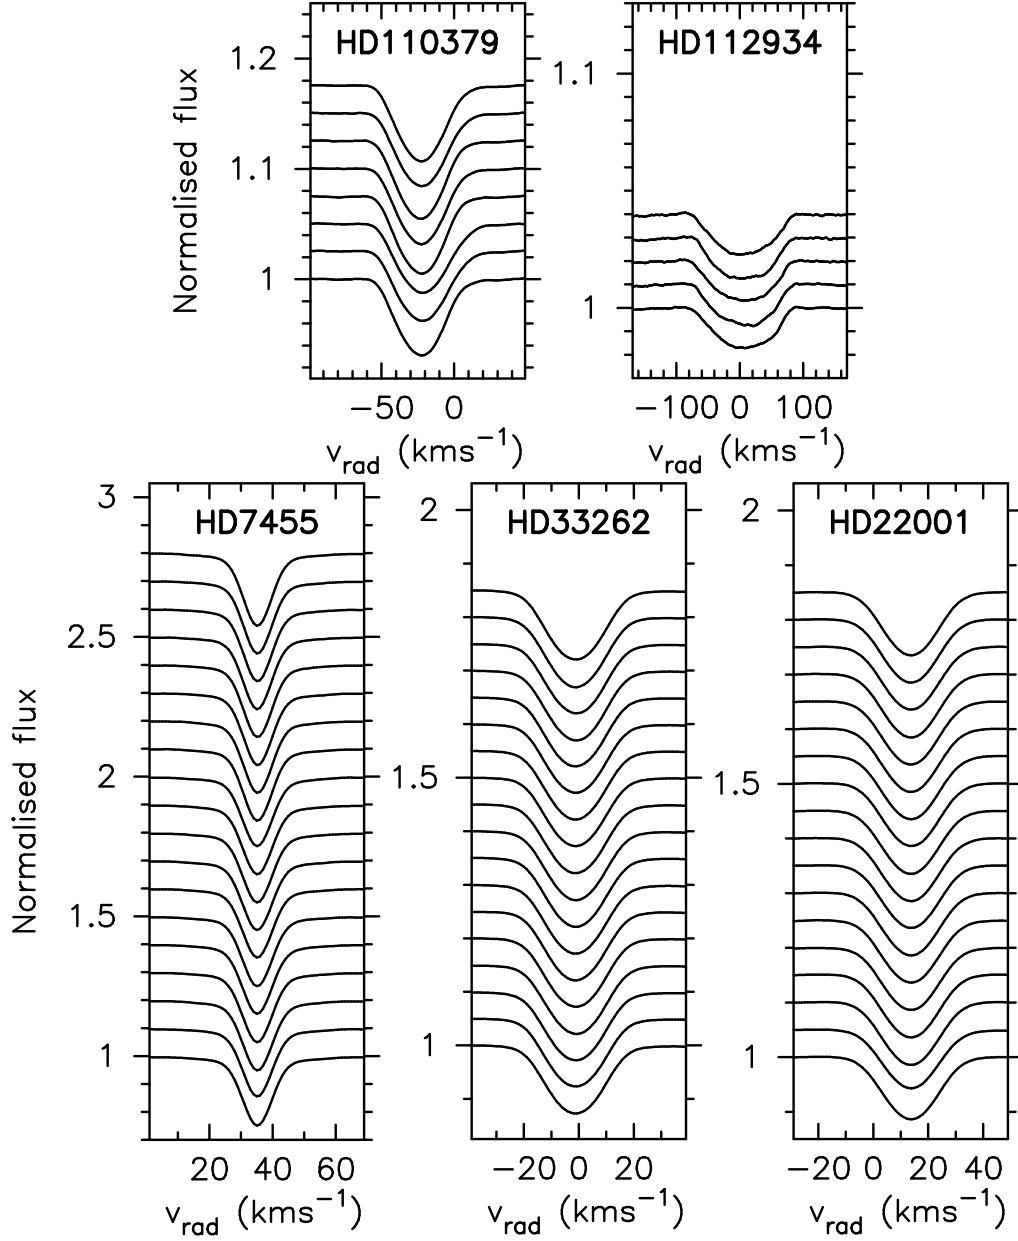 HD110379
HD112934
Normalised flux
1.2
1.1
1
1.1
1
−50 0
−100 0 100
v_rad (kms⁻¹)
v_rad (kms⁻¹)
HD7455
HD33262
HD22001
Normalised flux
3
2.5
2
1.5
1
2
1.5
1
2
1.5
1
20 40 60
−20 0 20
−20 0 20 40
v_rad (kms⁻¹)
v_rad (kms⁻¹)
v_rad (kms⁻¹)